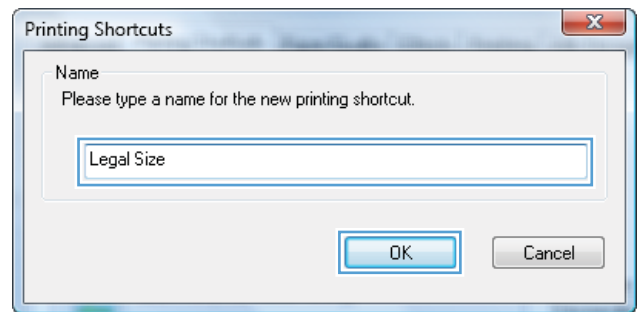 Printing Shortcuts
Name
Please type a name for the new printing shortcut.
Legal Size
OK
Cancel